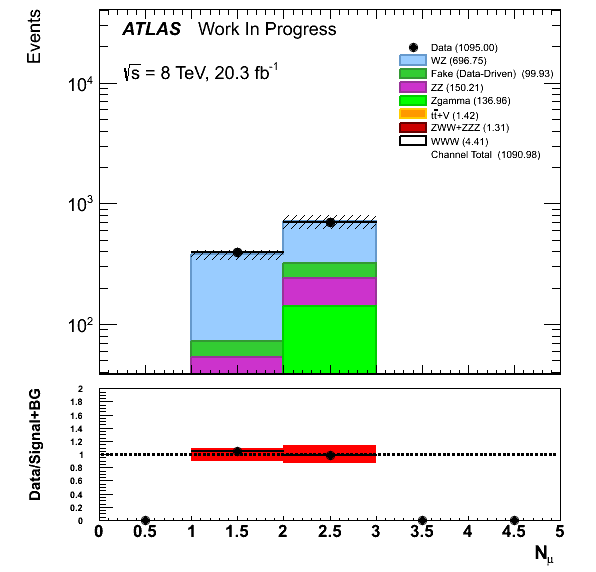 Events
ATLAS Work In Progress
√s = 8 TeV, 20.3 fb⁻¹
Data (1095.00)
WZ (696.75)
Fake (Data-Driven) (99.93)
ZZ (150.21)
Zgamma (136.96)
tt̄+V (1.42)
ZWW+ZZZ (1.31)
WWW (4.41)
Channel Total (1090.98)
10⁴
10³
10²
Data/Signal+BG
2
1.8
1.6
1.4
1.2
1
0.8
0.6
0.4
0.2
0
0 0.5 1 1.5 2 2.5 3 3.5 4 4.5 5
Nμ